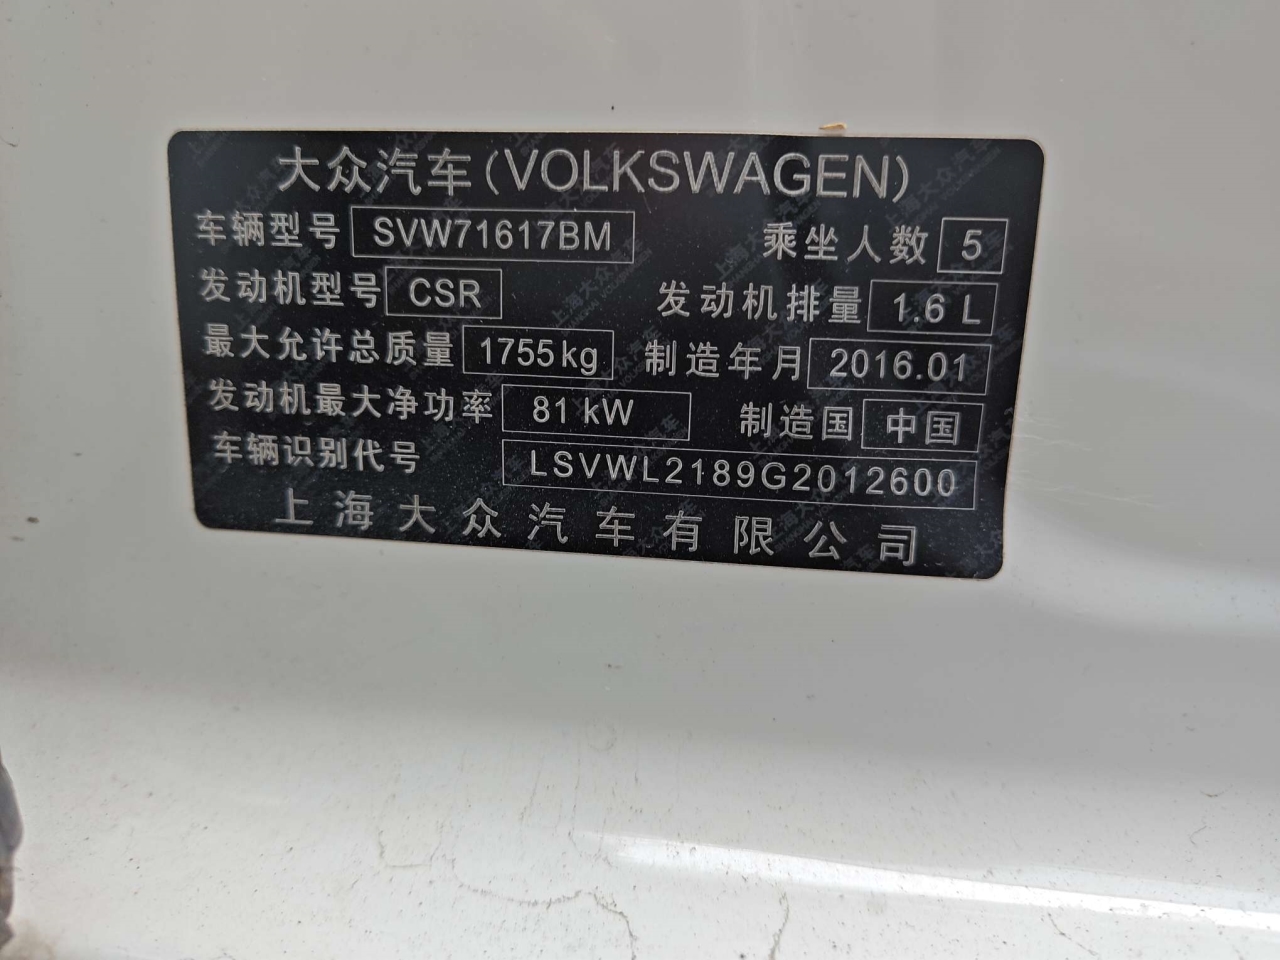 大众汽车(VOLKSWAGEN)
车辆型号 SVW71617BM 乘坐人数 5
发动机型号 CSR 发动机排量 1.6 L
最大允许总质量 1755kg 制造年月 2016.01
发动机最大净功率 81 kW 制造国 中国
车辆识别代号 LSVWL2189G2012600
上海大众汽车有限公司